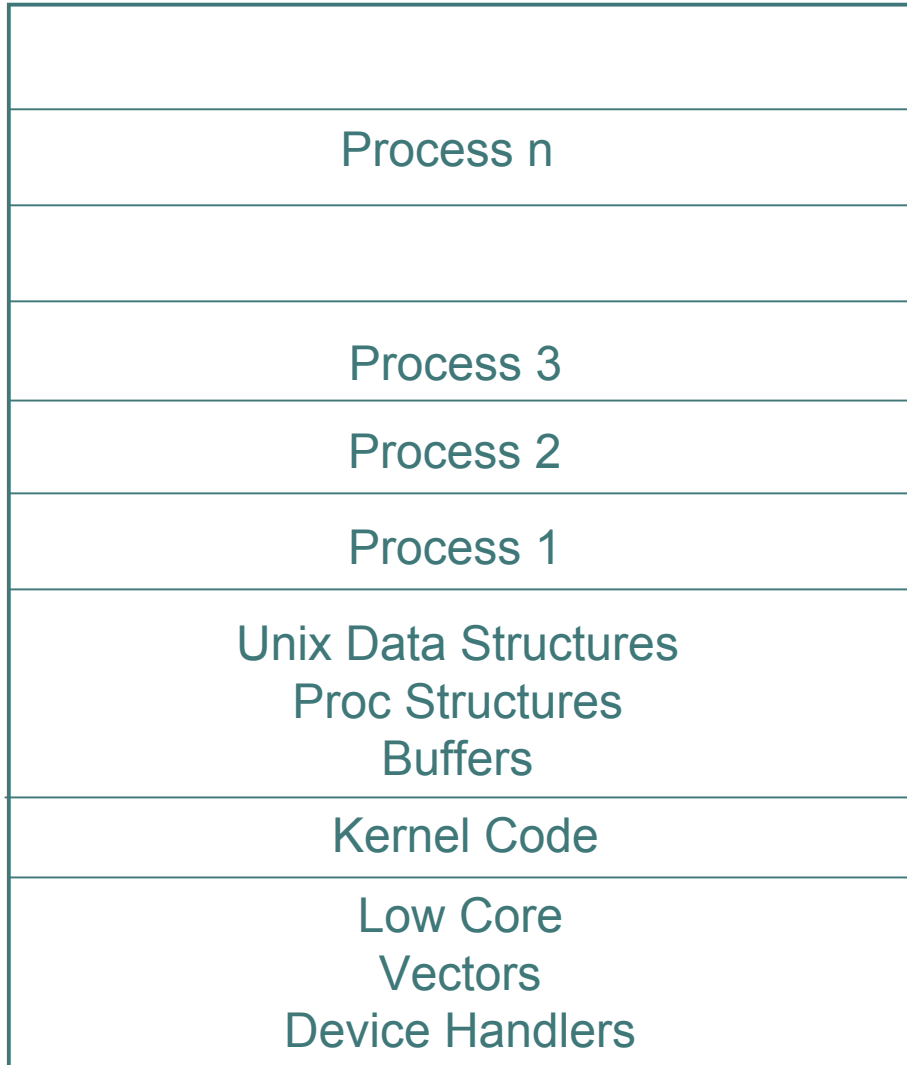 Process n
Process 3
Process 2
Process 1
Unix Data Structures
Proc Structures
Buffers
Kernel Code
Low Core
Vectors
Device Handlers